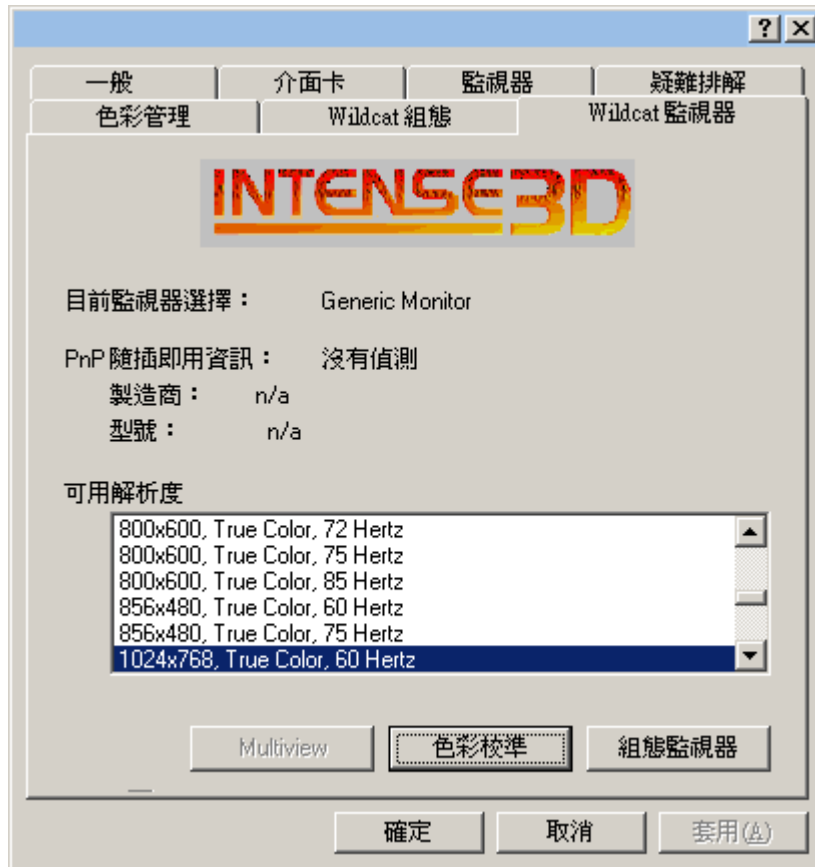 一般 介面卡 監視器 疑難排解
色彩管理 Wildcat 組態 Wildcat 監視器
INTENSE3D
目前監視器選擇： Generic Monitor
PnP 隨插即用資訊： 沒有偵測
製造商： n/a
型號： n/a
可用解析度
800x600, True Color, 72 Hertz
800x600, True Color, 75 Hertz
800x600, True Color, 85 Hertz
856x480, True Color, 60 Hertz
856x480, True Color, 75 Hertz
1024x768, True Color, 60 Hertz
Multiview 色彩校準 組態監視器
確定 取消 套用(A)